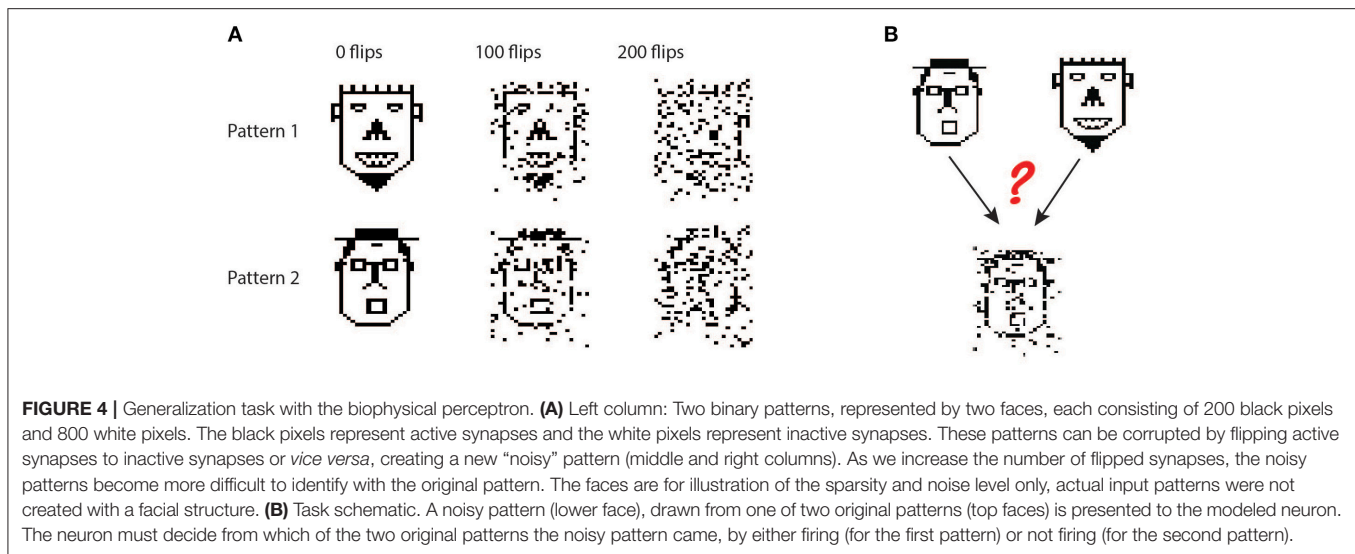 A
B
0 flips
100 flips
200 flips
Pattern 1
?
Pattern 2
FIGURE 4 | Generalization task with the biophysical perceptron. (A) Left column: Two binary patterns, represented by two faces, each consisting of 200 black pixels
and 800 white pixels. The black pixels represent active synapses and the white pixels represent inactive synapses. These patterns can be corrupted by flipping active
synapses to inactive synapses or vice versa, creating a new “noisy” pattern (middle and right columns). As we increase the number of flipped synapses, the noisy
patterns become more difficult to identify with the original pattern. The faces are for illustration of the sparsity and noise level only, actual input patterns were not
created with a facial structure. (B) Task schematic. A noisy pattern (lower face), drawn from one of two original patterns (top faces) is presented to the modeled neuron.
The neuron must decide from which of the two original patterns the noisy pattern came, by either firing (for the first pattern) or not firing (for the second pattern).